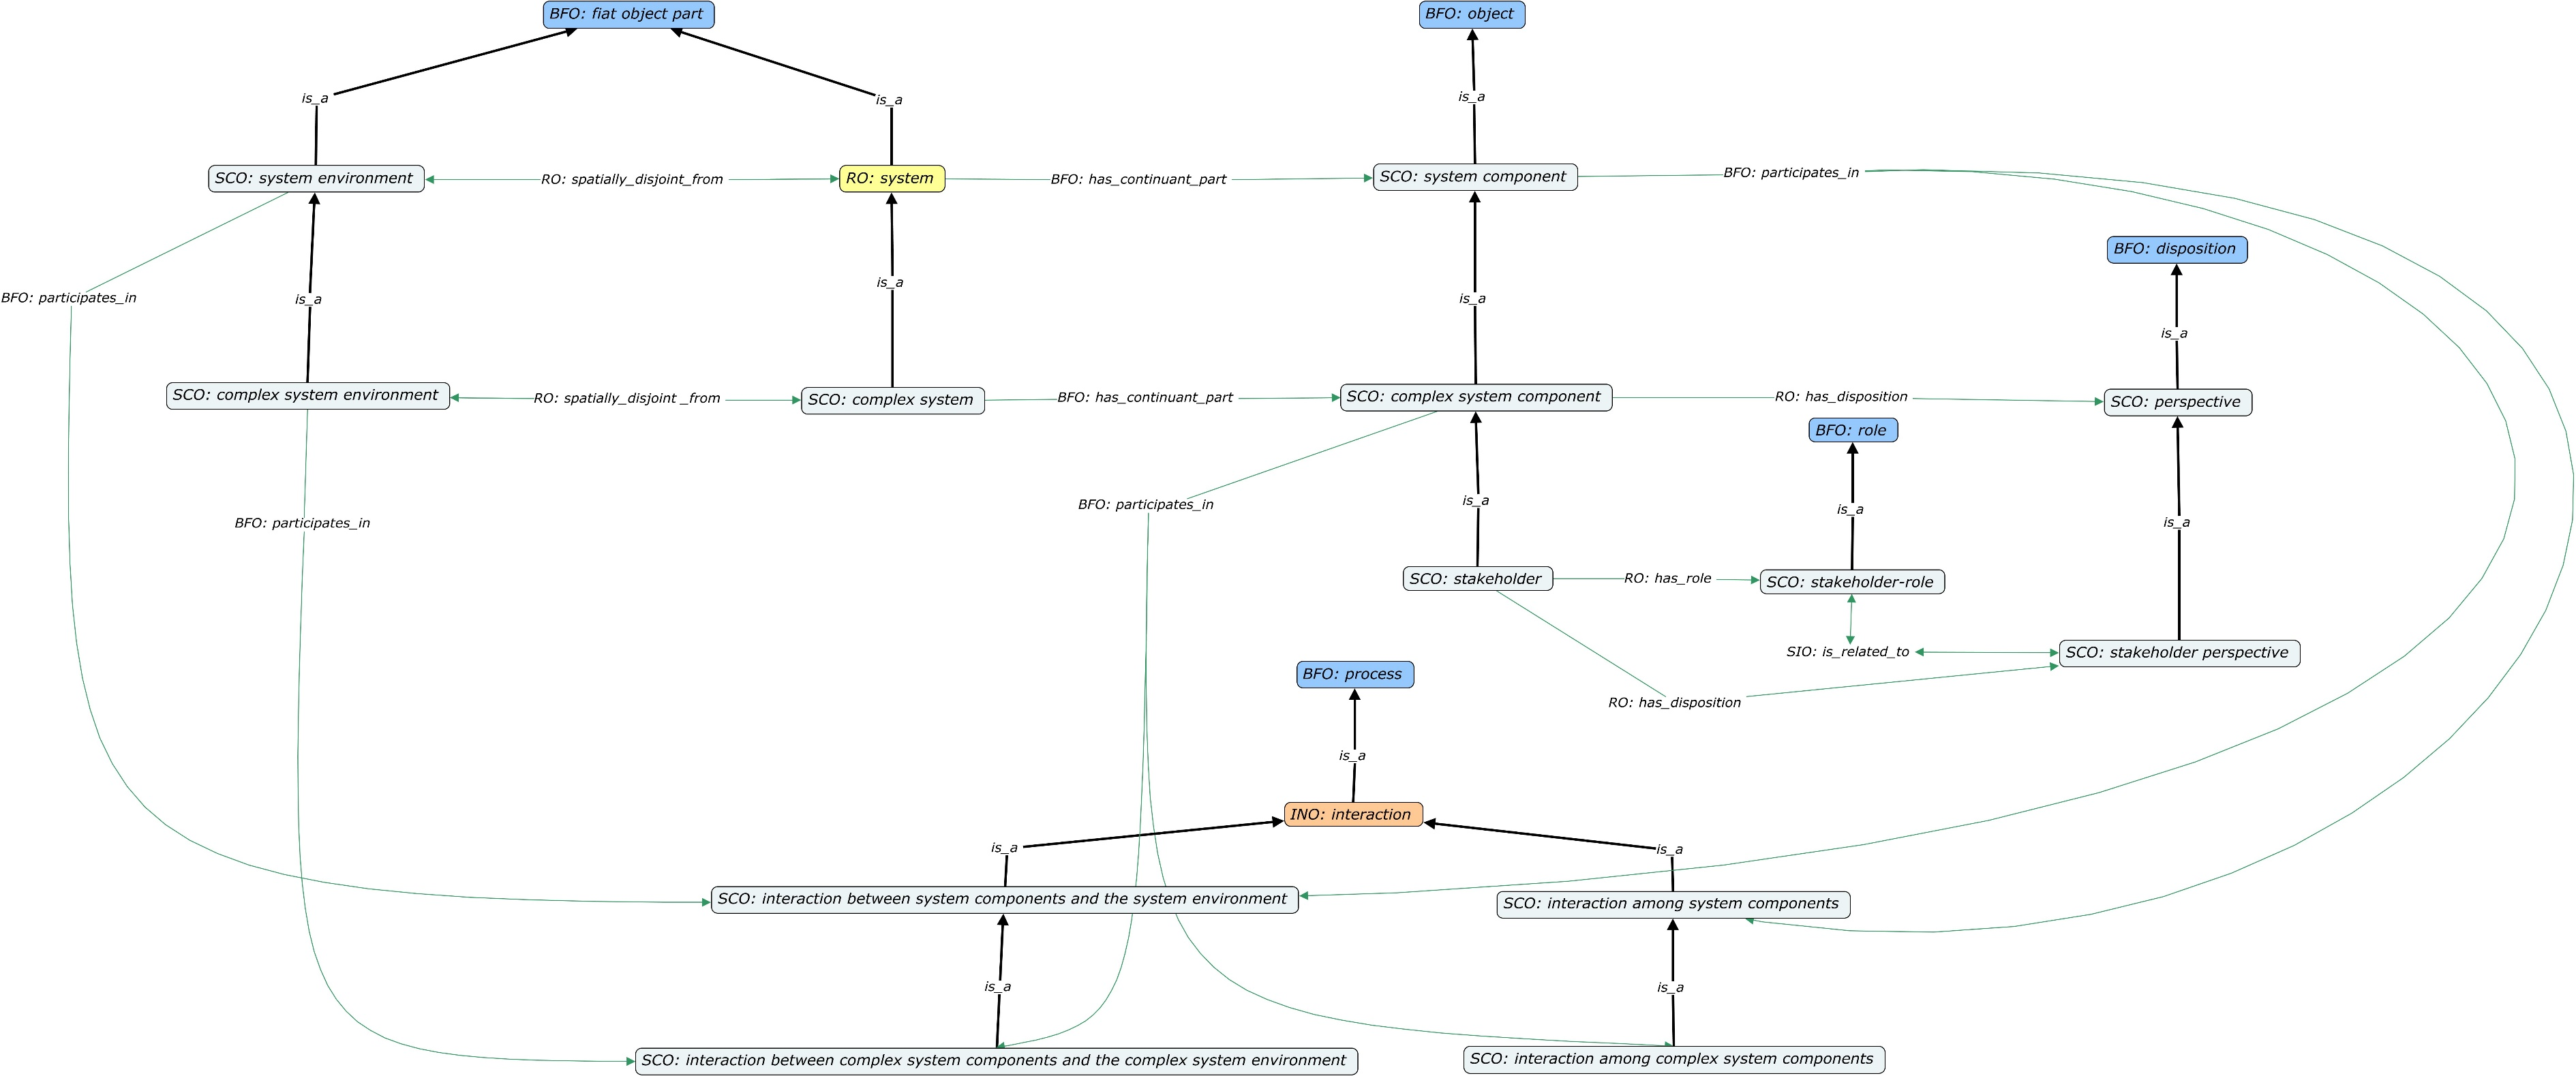 BFO: fiat object part
BFO: object
is_a
is_a
is_a
SCO: system environment
RO: spatially_disjoint_from
RO: system
BFO: has_continuant_part
SCO: system component
BFO: participates_in
BFO: disposition
BFO: participates_in
is_a
is_a
is_a
is_a
SCO: complex system environment
RO: spatially_disjoint _from
SCO: complex system
BFO: has_continuant_part
SCO: complex system component
RO: has_disposition
SCO: perspective
BFO: role
BFO: participates_in
BFO: participates_in
is_a
is_a
is_a
SCO: stakeholder
RO: has_role
SCO: stakeholder-role
SIO: is_related_to
SCO: stakeholder perspective
BFO: process
RO: has_disposition
is_a
INO: interaction
is_a
is_a
SCO: interaction between system components and the system environment
SCO: interaction among system components
is_a
is_a
SCO: interaction between complex system components and the complex system environment
SCO: interaction among complex system components